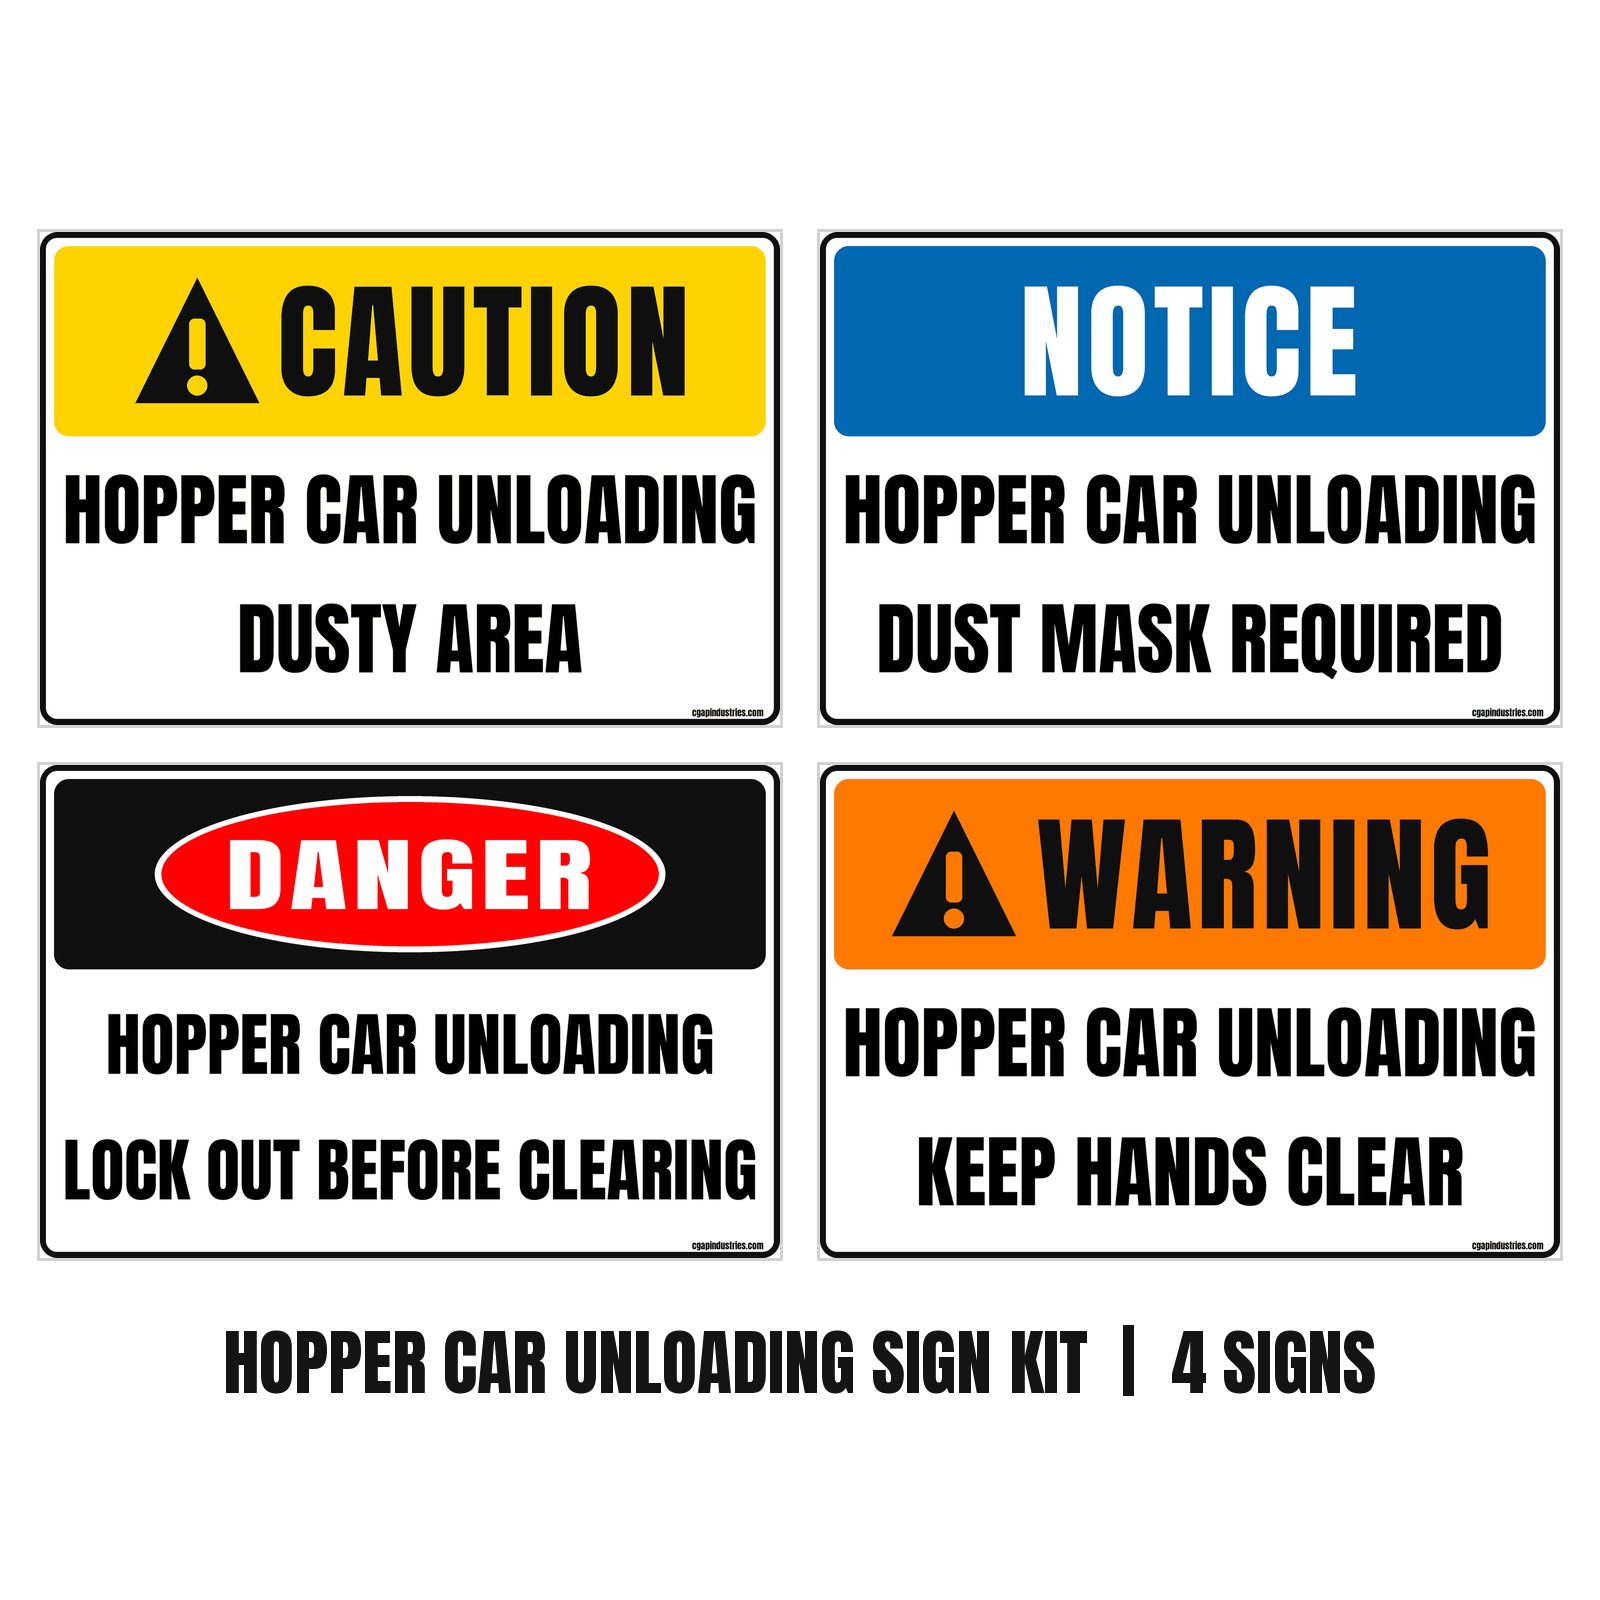 CAUTION
HOPPER CAR UNLOADING
DUSTY AREA
cgapindustries.com
NOTICE
HOPPER CAR UNLOADING
DUST MASK REQUIRED
cgapindustries.com
DANGER
HOPPER CAR UNLOADING
LOCK OUT BEFORE CLEARING
cgapindustries.com
WARNING
HOPPER CAR UNLOADING
KEEP HANDS CLEAR
cgapindustries.com
HOPPER CAR UNLOADING SIGN KIT | 4 SIGNS